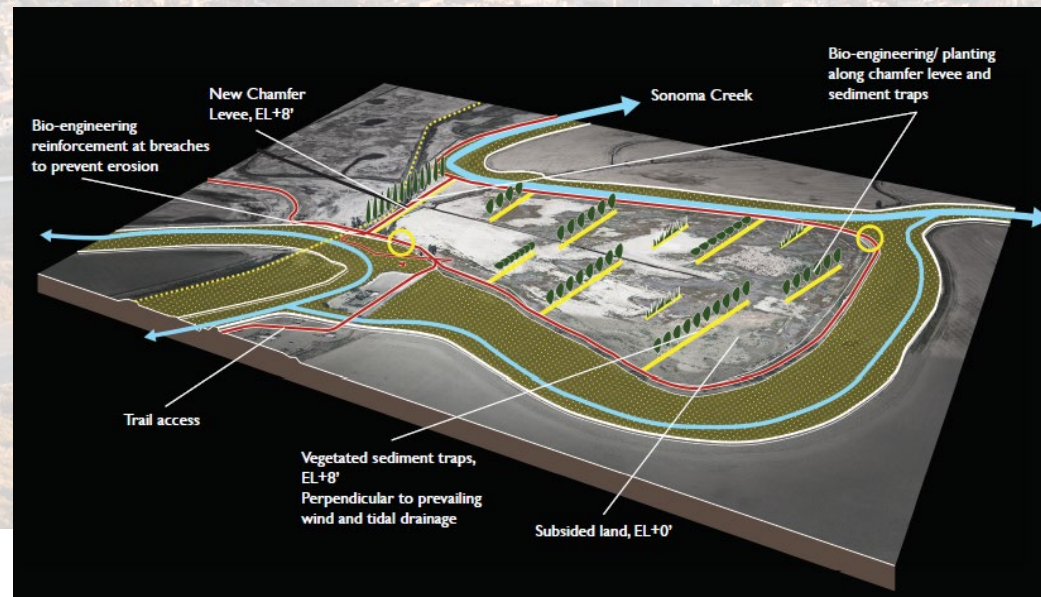 Bio-engineering/ planting
along chamfer levee and
sediment traps
New Chamfer
Levee, EL+8'
Sonoma Creek
Bio-engineering
reinforcement at breaches
to prevent erosion
Trail access
Vegetated sediment traps,
EL+8'
Perpendicular to prevailing
wind and tidal drainage
Subsided land, EL+0'